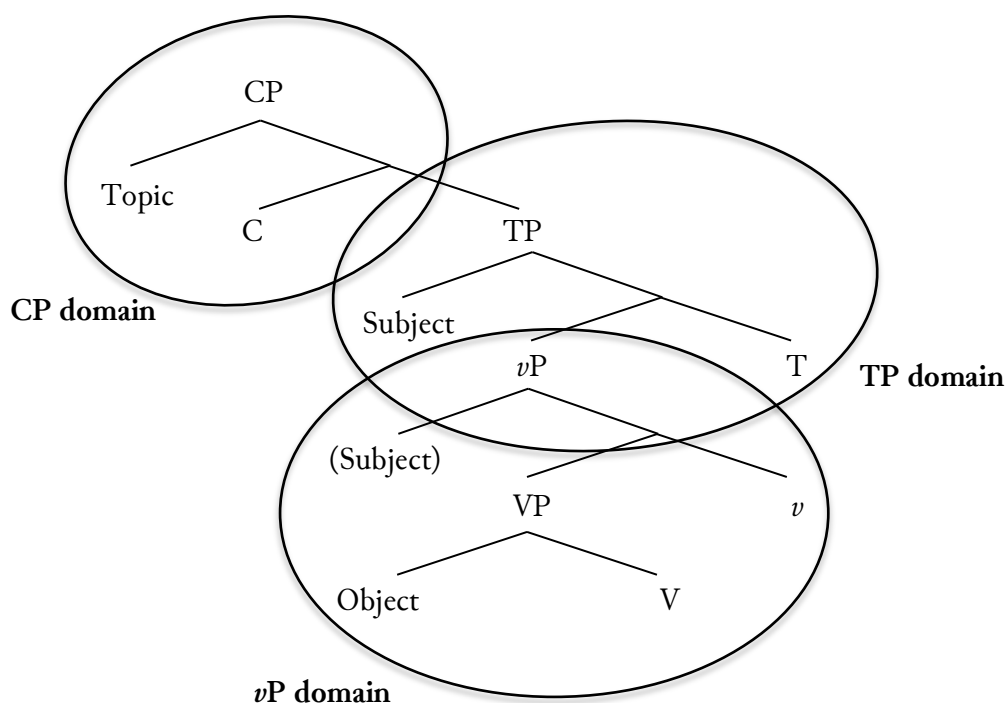 CP
Topic
C
TP
CP domain
Subject
vP
T
TP domain
(Subject)
VP
v
Object
V
vP domain